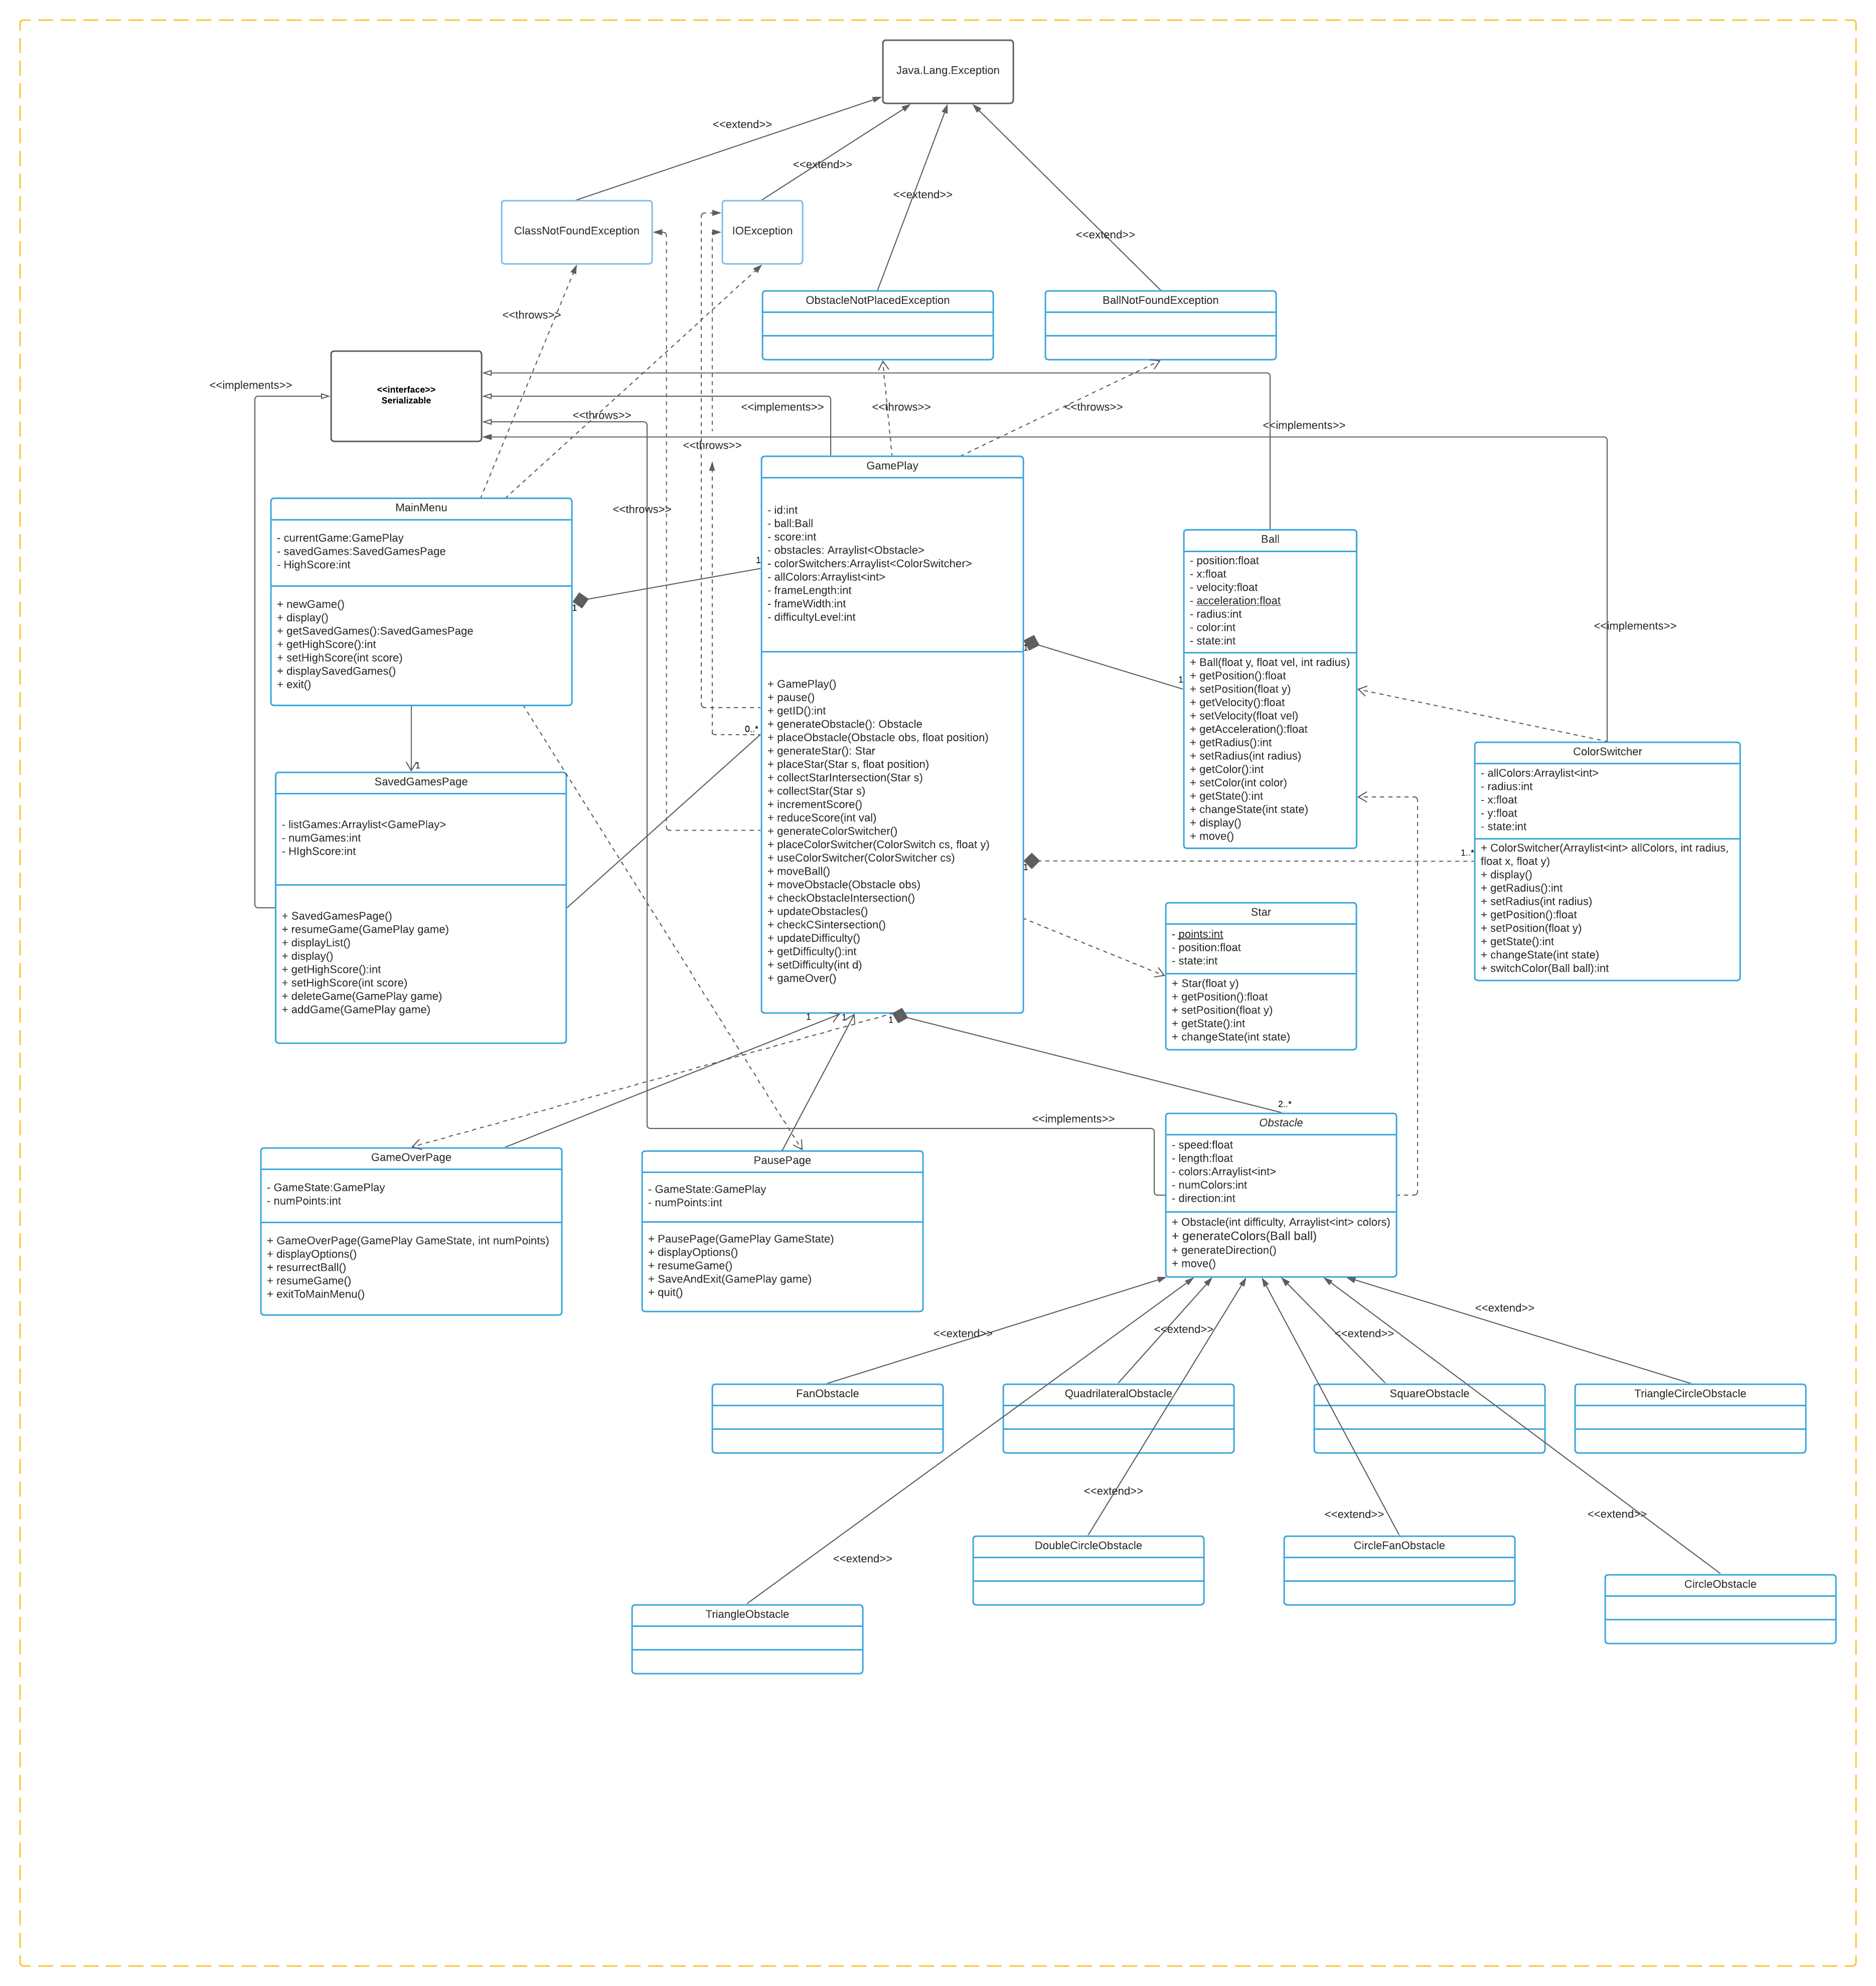 Java.Lang.Exception
<<extend>>
<<extend>>
<<extend>>
<<extend>>
ClassNotFoundException
IOException
ObstacleNotPlacedException
BallNotFoundException
<<throws>>
<<implements>>
<<interface>>
Serializable
<<throws>>
<<implements>>
<<throws>>
<<throws>>
<<implements>>
<<throws>>
<<throws>>
<<implements>>
MainMenu
- currentGame:GamePlay
- savedGames:SavedGamesPage
- HighScore:int
+ newGame()
+ display()
+ getSavedGames():SavedGamesPage
+ getHighScore():int
+ setHighScore(int score)
+ displaySavedGames()
+ exit()
1
1
GamePlay
- id:int
- ball:Ball
- score:int
- obstacles: Arraylist<Obstacle>
- colorSwitchers:Arraylist<ColorSwitcher>
- allColors:Arraylist<int>
- frameLength:int
- frameWidth:int
- difficultyLevel:int
+ GamePlay()
+ pause()
+ getID():int
+ generateObstacle(): Obstacle
+ placeObstacle(Obstacle obs, float position)
+ generateStar(): Star
+ placeStar(Star s, float position)
+ collectStarIntersection(Star s)
+ collectStar(Star s)
+ incrementScore()
+ reduceScore(int val)
+ generateColorSwitcher()
+ placeColorSwitcher(ColorSwitch cs, float y)
+ useColorSwitcher(ColorSwitcher cs)
+ moveBall()
+ moveObstacle(Obstacle obs)
+ checkObstacleIntersection()
+ updateObstacles()
+ checkCSintersection()
+ updateDifficulty()
+ getDifficulty():int
+ setDifficulty(int d)
+ gameOver()
1
1
Ball
- position:float
- x:float
- velocity:float
- acceleration:float
- radius:int
- color:int
- state:int
+ Ball(float y, float vel, int radius)
+ getPosition():float
+ setPosition(float y)
+ getVelocity():float
+ setVelocity(float vel)
+ getAcceleration():float
+ getRadius():int
+ setRadius(int radius)
+ getColor():int
+ setColor(int color)
+ getState():int
+ changeState(int state)
+ display()
+ move()
ColorSwitcher
- allColors:Arraylist<int>
- radius:int
- x:float
- y:float
- state:int
+ ColorSwitcher(Arraylist<int> allColors, int radius,
float x, float y)
+ display()
+ getRadius():int
+ setRadius(int radius)
+ getPosition():float
+ setPosition(float y)
+ getState():int
+ changeState(int state)
+ switchColor(Ball ball):int
1
1..*
0..*
1
SavedGamesPage
- listGames:Arraylist<GamePlay>
- numGames:int
- HIghScore:int
+ SavedGamesPage()
+ resumeGame(GamePlay game)
+ displayList()
+ display()
+ getHighScore():int
+ setHighScore(int score)
+ deleteGame(GamePlay game)
+ addGame(GamePlay game)
Star
- points:int
- position:float
- state:int
+ Star(float y)
+ getPosition():float
+ setPosition(float y)
+ getState():int
+ changeState(int state)
1
1
1
2..*
<<implements>>
GameOverPage
- GameState:GamePlay
- numPoints:int
+ GameOverPage(GamePlay GameState, int numPoints)
+ displayOptions()
+ resurrectBall()
+ resumeGame()
+ exitToMainMenu()
PausePage
- GameState:GamePlay
- numPoints:int
+ PausePage(GamePlay GameState)
+ displayOptions()
+ resumeGame()
+ SaveAndExit(GamePlay game)
+ quit()
Obstacle
- speed:float
- length:float
- colors:Arraylist<int>
- numColors:int
- direction:int
+ Obstacle(int difficulty, Arraylist<int> colors)
+ generateColors(Ball ball)
+ generateDirection()
+ move()
<<extend>>
<<extend>>
<<extend>>
<<extend>>
FanObstacle
QuadrilateralObstacle
SquareObstacle
TriangleCircleObstacle
<<extend>>
<<extend>>
<<extend>>
<<extend>>
DoubleCircleObstacle
CircleFanObstacle
CircleObstacle
TriangleObstacle